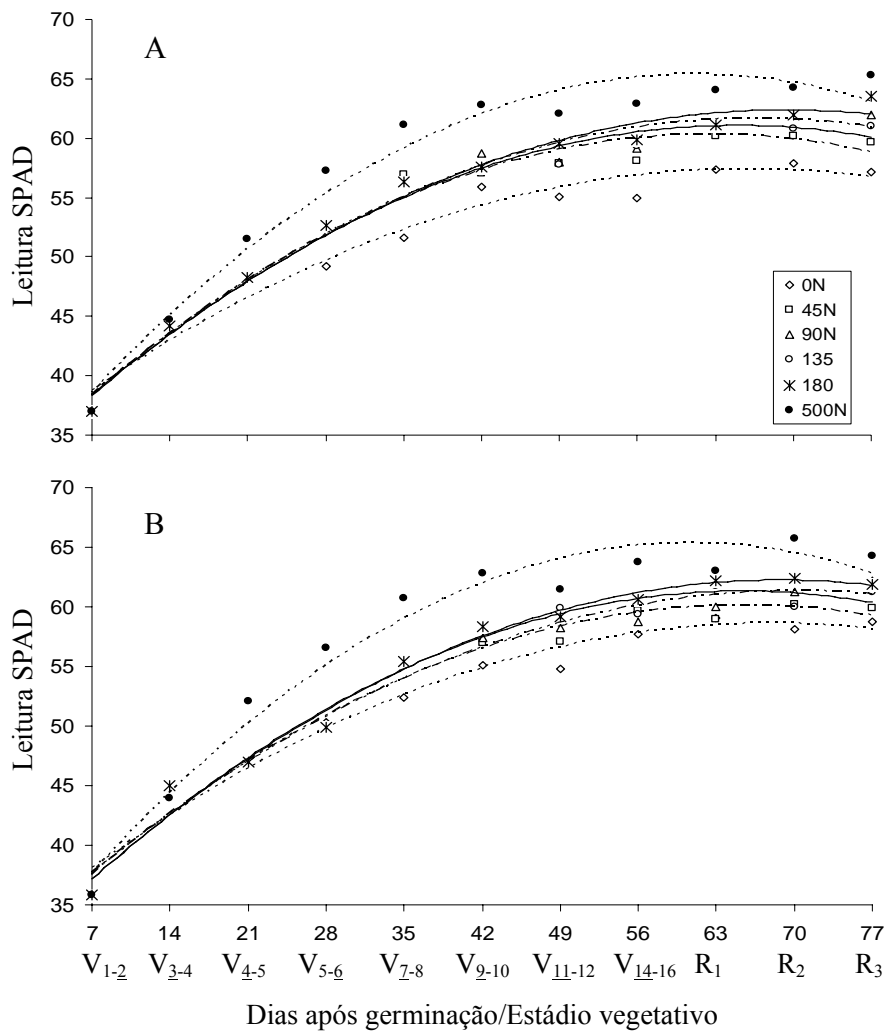 70
65
60
55
50
45
40
35
Leitura SPAD
A
0N
45N
90N
135
180
500N
70
65
60
55
50
45
40
35
Leitura SPAD
B
7 14 21 28 35 42 49 56 63 70 77
V1-2 V3-4 V4-5 V5-6 V7-8 V9-10 V11-12 V14-16 R1 R2 R3
Dias após germinação/Estádio vegetativo